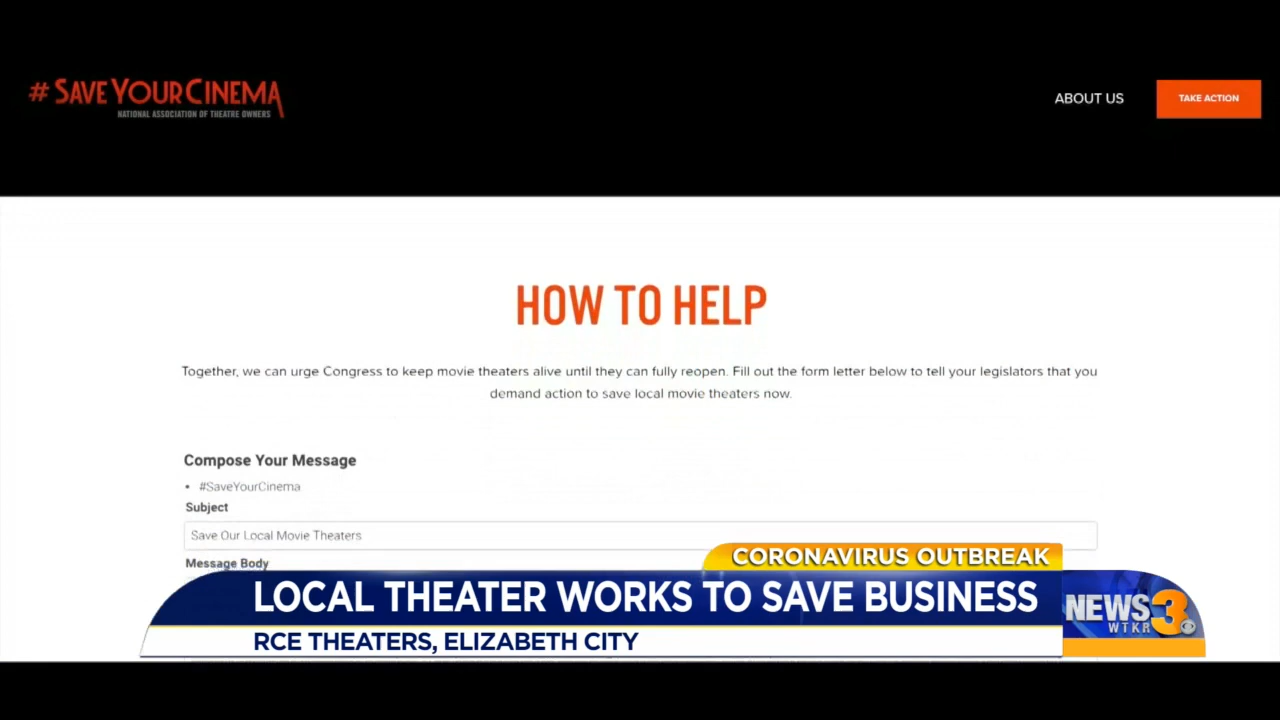 #SAVEYOURCINEMA
NATIONAL ASSOCIATION OF THEATRE OWNERS
ABOUT US
TAKE ACTION
HOW TO HELP
Together, we can urge Congress to keep movie theaters alive until they can fully reopen. Fill out the form letter below to tell your legislators that you
demand action to save local movie theaters now.
Compose Your Message
• #SaveYourCinema
Subject
Save Our Local Movie Theaters
Message Body
CORONAVIRUS OUTBREAK
LOCAL THEATER WORKS TO SAVE BUSINESS
RCE THEATERS, ELIZABETH CITY
NEWS 3
WTKR